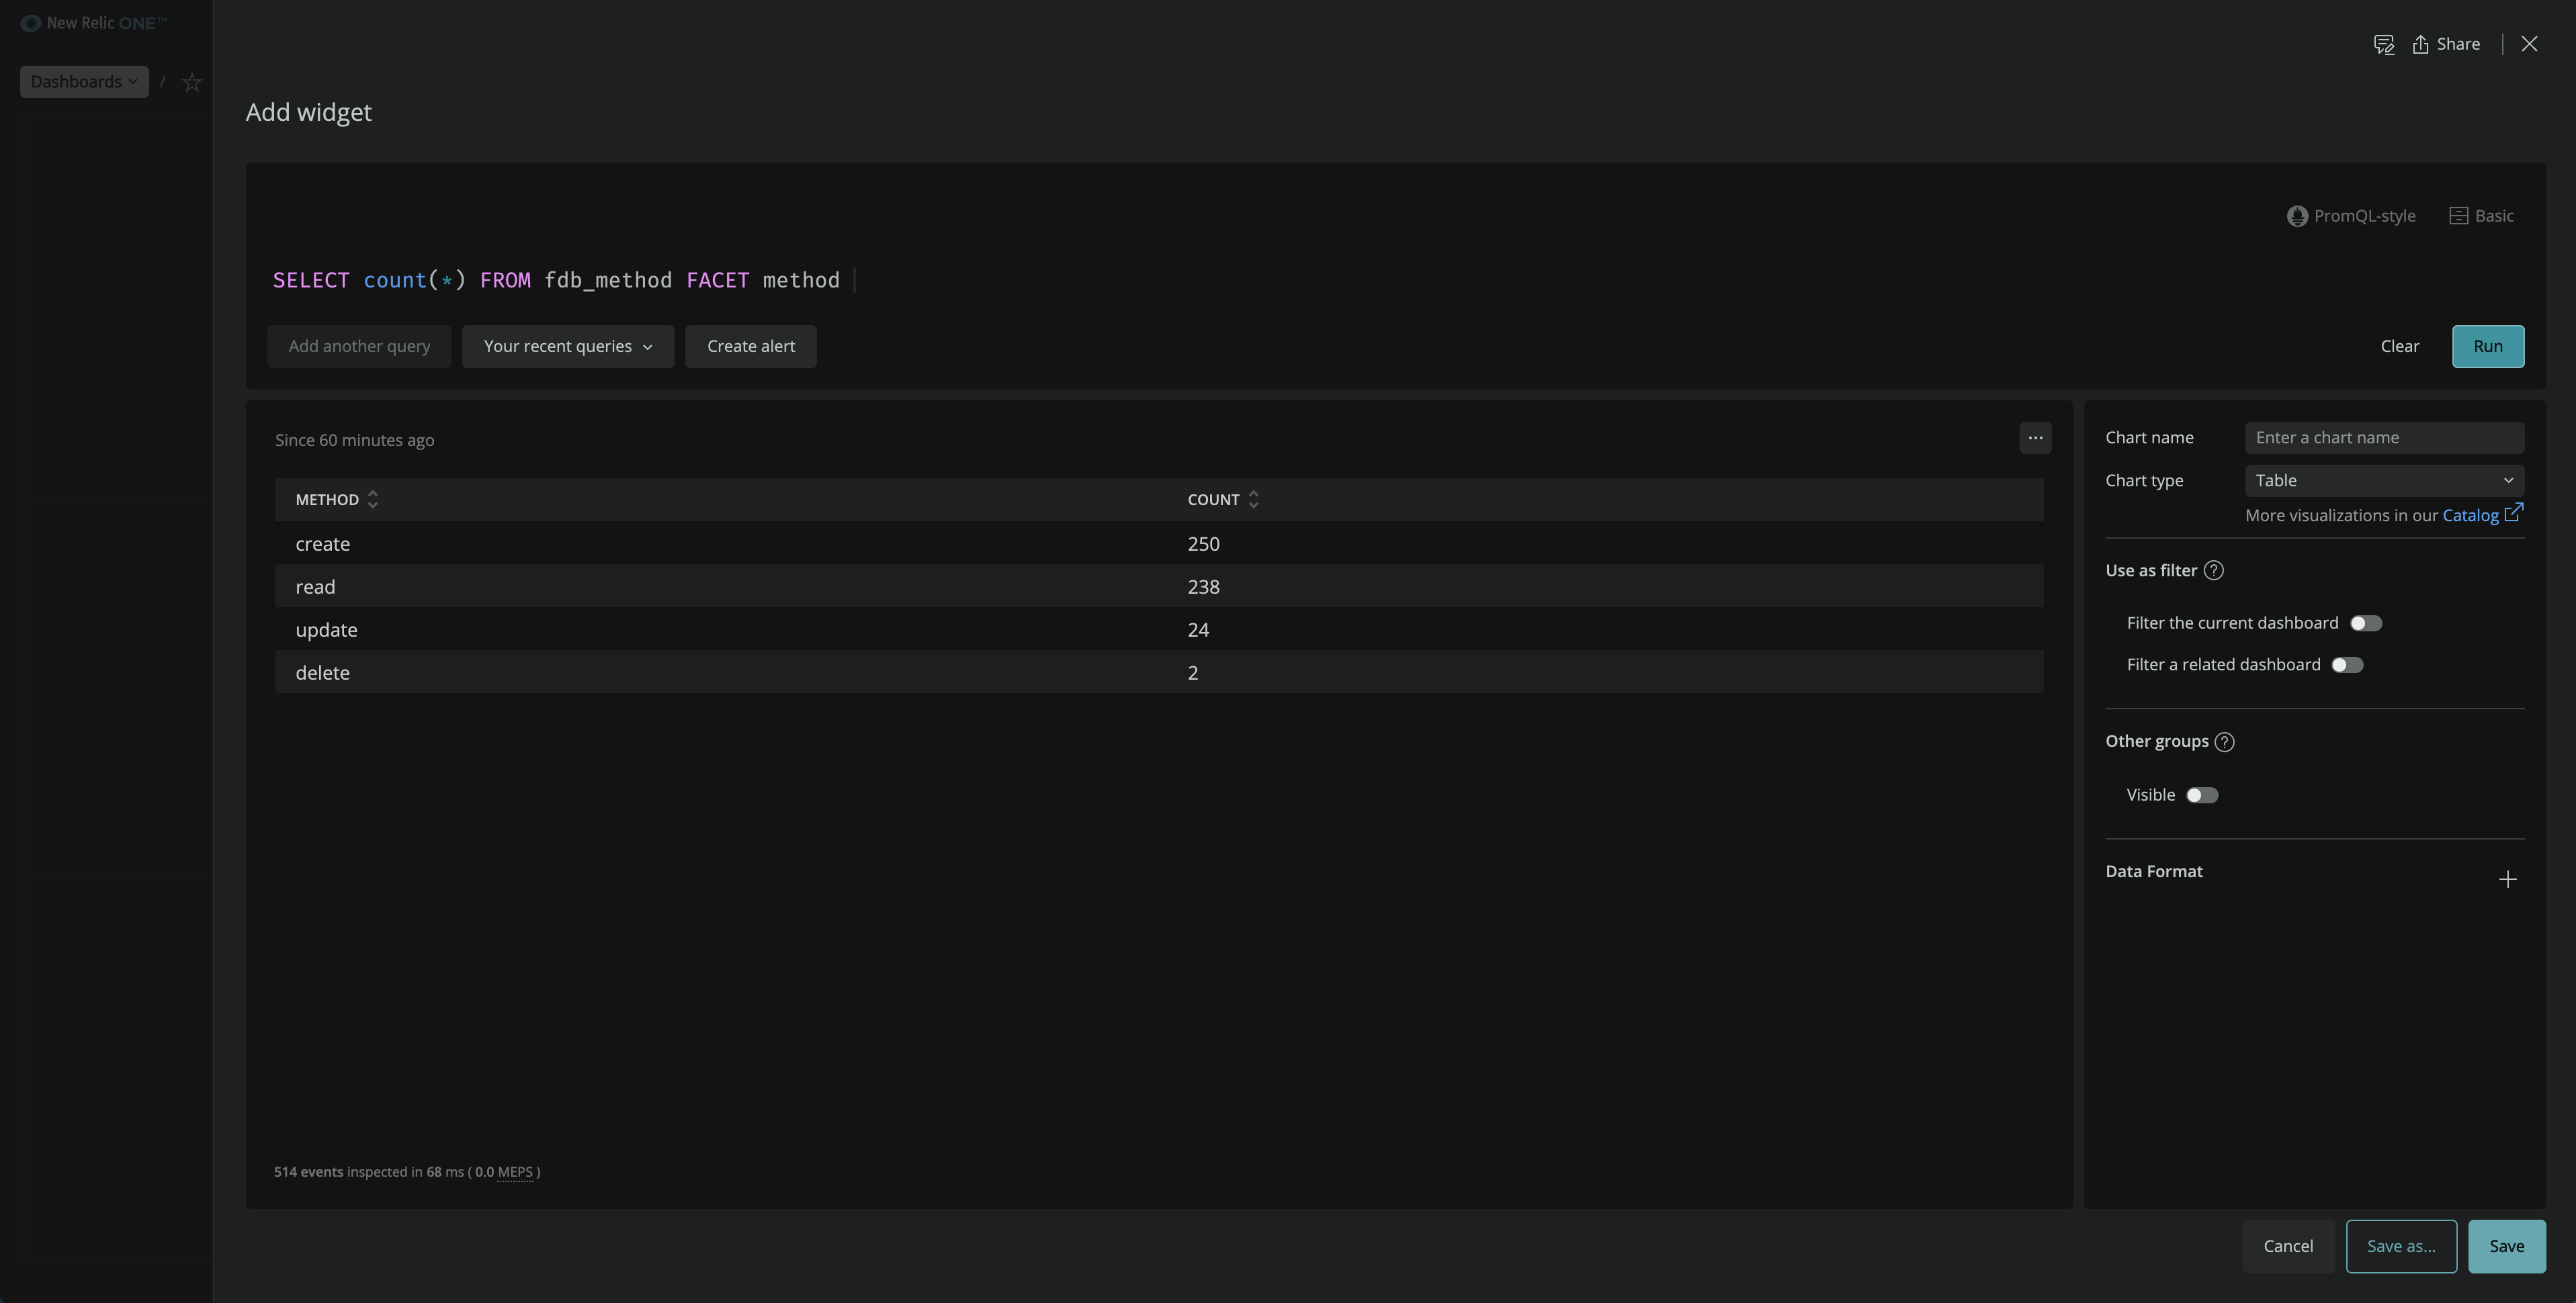 New Relic ONE™
Share
Dashboards /
Add widget
PromQL-style Basic
SELECT count(*) FROM fdb_method FACET method
Add another query Your recent queries Create alert Clear Run
Since 60 minutes ago
...
METHOD COUNT
create 250
read 238
update 24
delete 2
514 events inspected in 68 ms ( 0.0 MEPS )
Chart name Enter a chart name
Chart type Table
More visualizations in our Catalog
Use as filter ?
Filter the current dashboard
Filter a related dashboard
Other groups ?
Visible
Data Format
Cancel Save as... Save